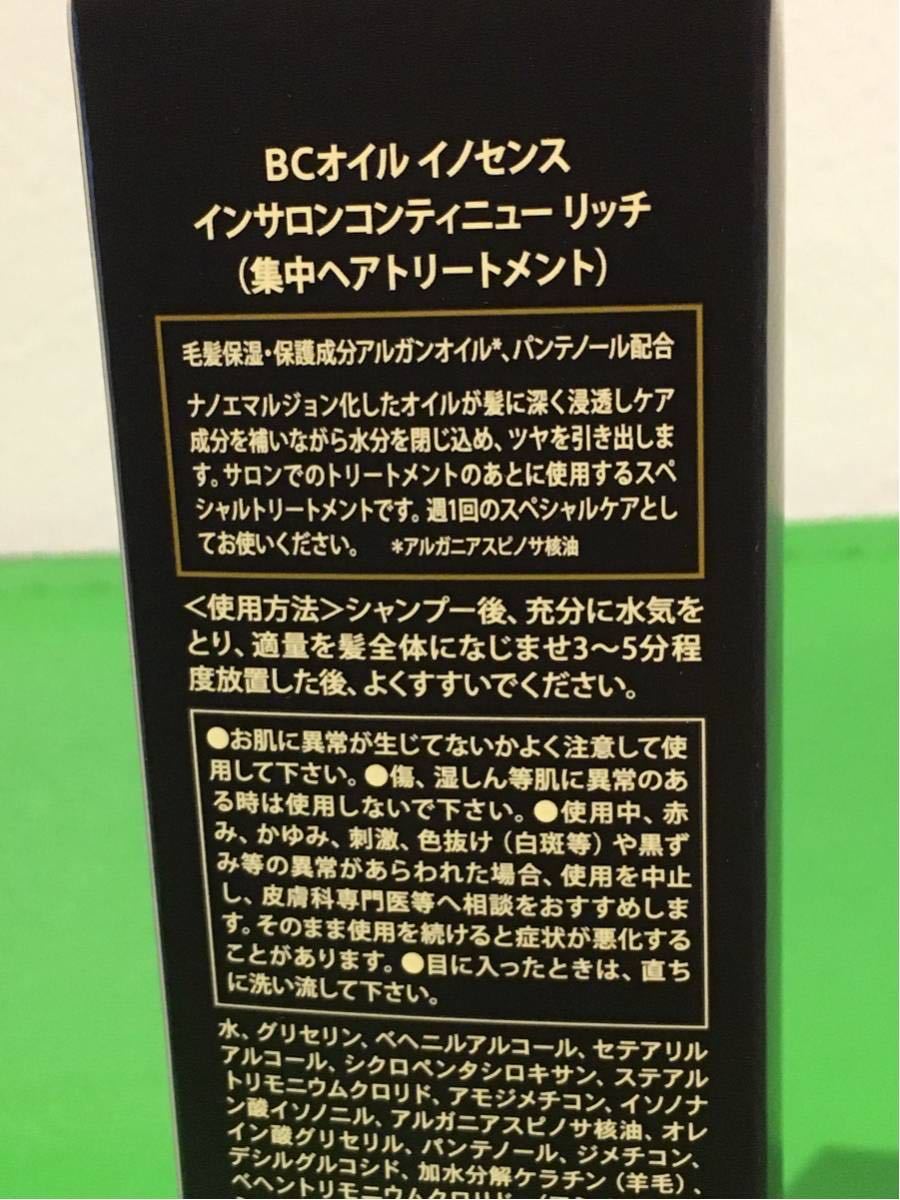 BCオイル イノセンス
インサロンコンティニュー リッチ
(集中ヘアトリートメント)
毛髪保湿・保護成分アルガンオイル*、パンテノール配合
ナノエマルジョン化したオイルが髪に深く浸透しケア
成分を補いながら水分を閉じ込め、ツヤを引き出しま
す。サロンでのトリートメントのあとに使用するスペ
シャルトリートメントです。週1回のスペシャルケアとし
てお使いください。 *アルガニアスピノサ核油
＜使用方法＞シャンプー後、充分に水気を
とり、適量を髪全体になじませ3〜5分程
度放置した後、よくすすいでください。
●お肌に異常が生じてないかよく注意して使
用して下さい。●傷、湿しん等肌に異常のあ
る時は使用しないで下さい。●使用中、赤
み、かゆみ、刺激、色抜け（白斑等）や黒ず
み等の異常があらわれた場合、使用を中止
し、皮膚科専門医等へ相談をおすすめしま
す。そのまま使用を続けると症状が悪化する
ことがあります。●目に入ったときは、直ち
に洗い流して下さい。
水、グリセリン、ベヘニルアルコール、セテアリル
アルコール、シクロペンタシロキサン、ステアル
トリモニウムクロリド、アモジメチコン、イソノナ
ン酸イソノニル、アルガニアスピノサ核油、オレ
イン酸グリセリル、パンテノール、ジメチコン、
デシルグルコシド、加水分解ケラチン（羊毛）、
ベヘントリモニウムクロリド、